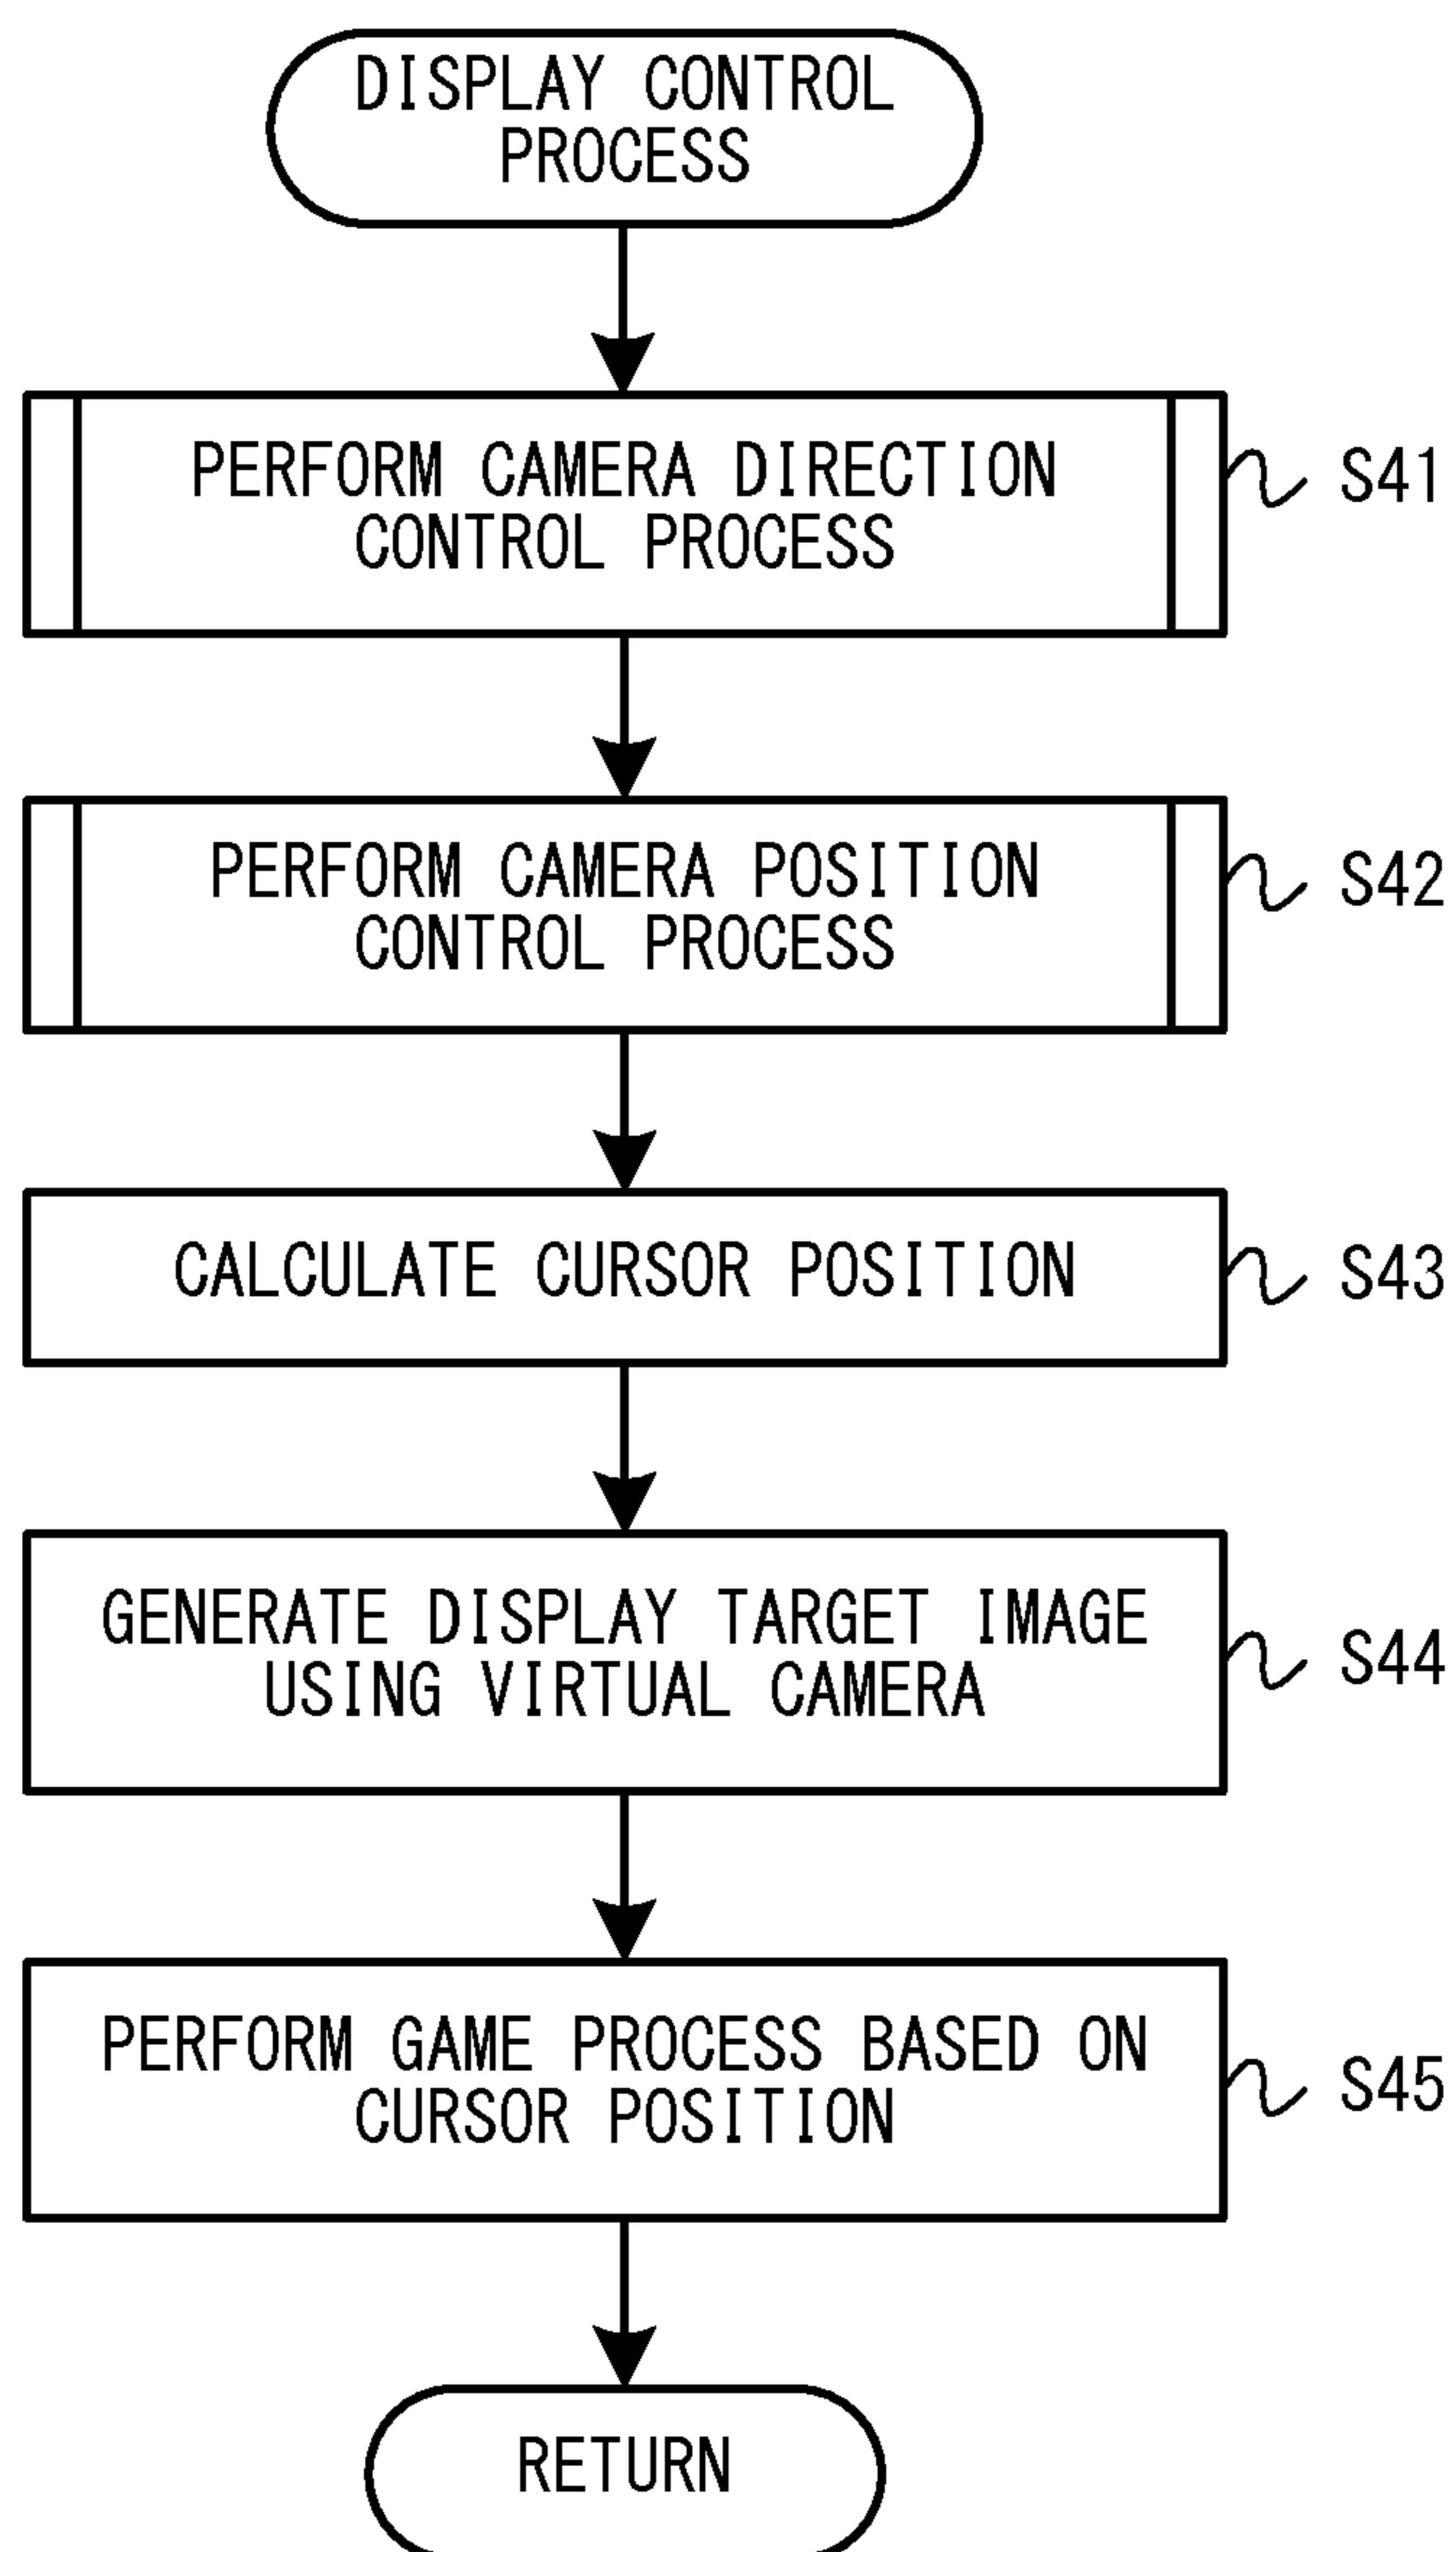 DISPLAY CONTROL
PROCESS
PERFORM CAMERA DIRECTION
CONTROL PROCESS
S41
PERFORM CAMERA POSITION
CONTROL PROCESS
S42
CALCULATE CURSOR POSITION
S43
GENERATE DISPLAY TARGET IMAGE
USING VIRTUAL CAMERA
S44
PERFORM GAME PROCESS BASED ON
CURSOR POSITION
S45
RETURN